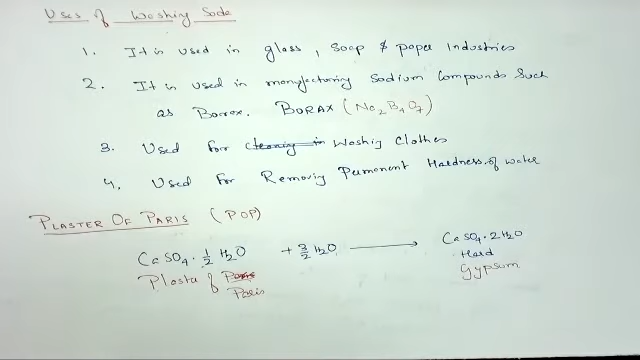 Uses of Washing Soda
1. It is used in glass, soap & paper Industries
2. It is used in manufacturing Sodium Compounds Such
as Borax. BORAX (Na2B4O7)
3. Used for cleaning in Washing Clothes
4. Used for Removing Permanent Hardness of water
PLASTER OF PARIS (POP)
CaSO4·1/2 H2O + 3/2 H2O ⟶ CaSO4·2H2O
Hard
Plaster of Paris Gypsum
Paris